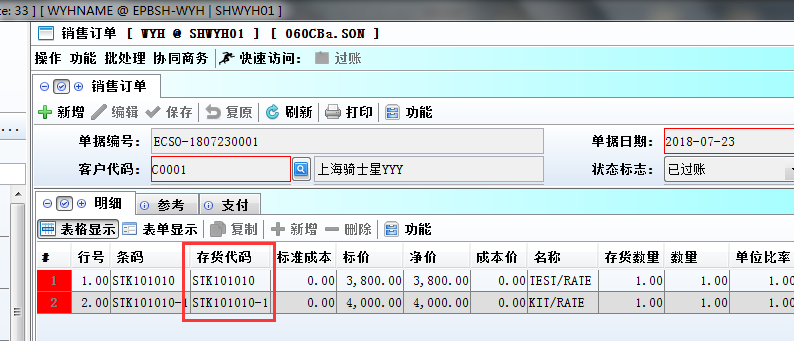 te: 33 ] [ WYHNAME @ EPBSH-WYH | SHWYH01 ]
销售订单 [ WYH @ SHWYH01 ] [ 060CBa.SON ]
操作 功能 批处理 协同商务 快速访问: 过账
销售订单
新增 编辑 保存 复原 刷新 打印 功能
单据编号: ECSO-1807230001 单据日期: 2018-07-23
客户代码: C0001 上海骑士星YYY 状态标志: 已过账
明细 参考 支付
表格显示 表单显示 复制 新增 删除 功能
# 行号 条码 存货代码 标准成本 标价 净价 成本价 名称 存货数量 数量 单位比率
1 1.00 STK101010 STK101010 0.00 3,800.00 3,800.00 0.00 TEST/RATE 1.00 1.00 1.00
2 2.00 STK101010-1 STK101010-1 0.00 4,000.00 4,000.00 0.00 KIT/RATE 1.00 1.00 1.00